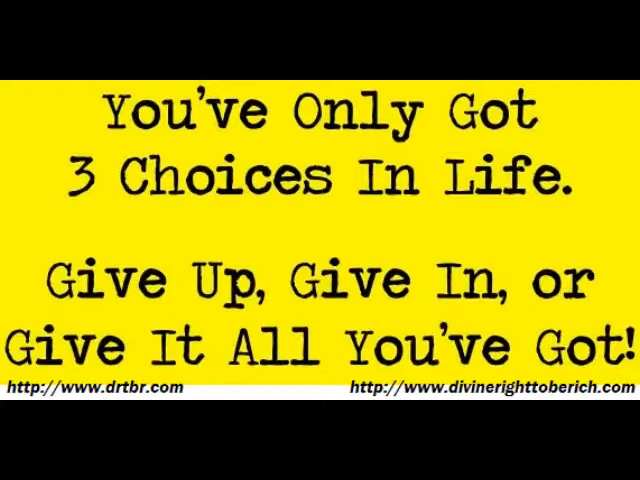 You've Only Got
3 Choices In Life.
Give Up, Give In, or
Give It All You've Got!
http://www.drtbr.com http://www.divinerighttoberich.com